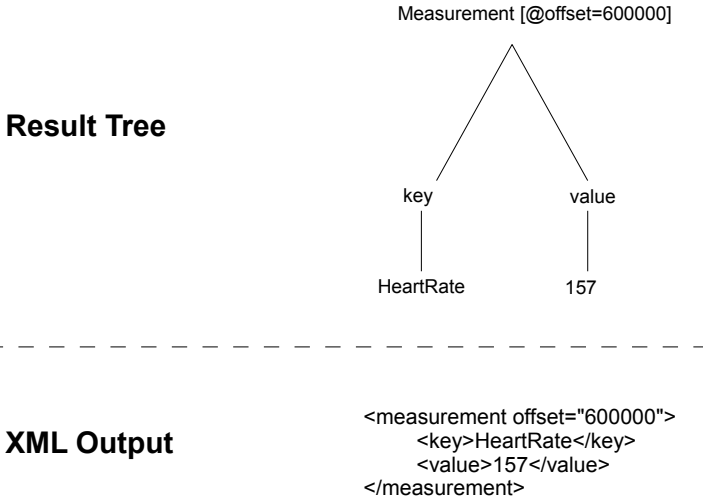 Measurement [@offset=600000]
Result Tree
key value
HeartRate 157
XML Output
<measurement offset="600000">
<key>HeartRate</key>
<value>157</value>
</measurement>